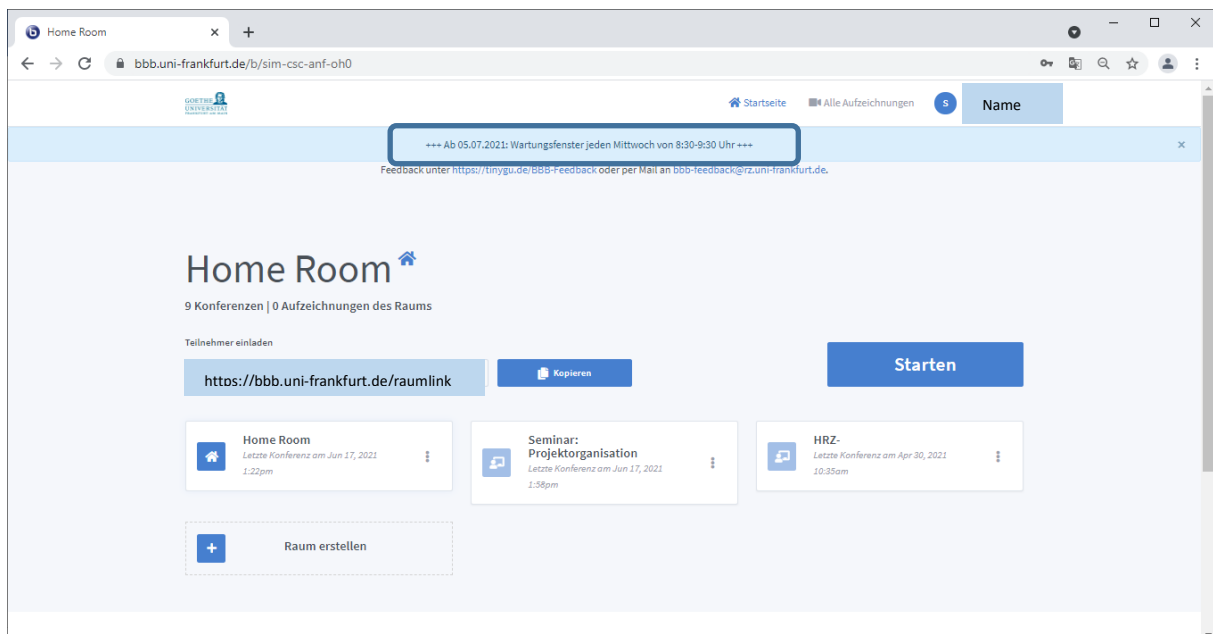 Home Room
bbb.uni-frankfurt.de/b/sim-csc-anf-oh0
GOETHE
UNIVERSITÄT
Startseite
Alle Aufzeichnungen
S
Name
+++ Ab 05.07.2021: Wartungsfenster jeden Mittwoch von 8:30-9:30 Uhr +++
Feedback unter https://tinygu.de/BBB-Feedback oder per Mail an bbb-feedback@rz.uni-frankfurt.de.
Home Room
9 Konferenzen | 0 Aufzeichnungen des Raums
Teilnehmer einladen
https://bbb.uni-frankfurt.de/raumlink
Kopieren
Starten
Home Room
Letzte Konferenz am Jun 17, 2021
1:22pm
Seminar:
Projektorganisation
Letzte Konferenz am Jun 17, 2021
1:58pm
HRZ-
Letzte Konferenz am Apr 30, 2021
10:35am
Raum erstellen